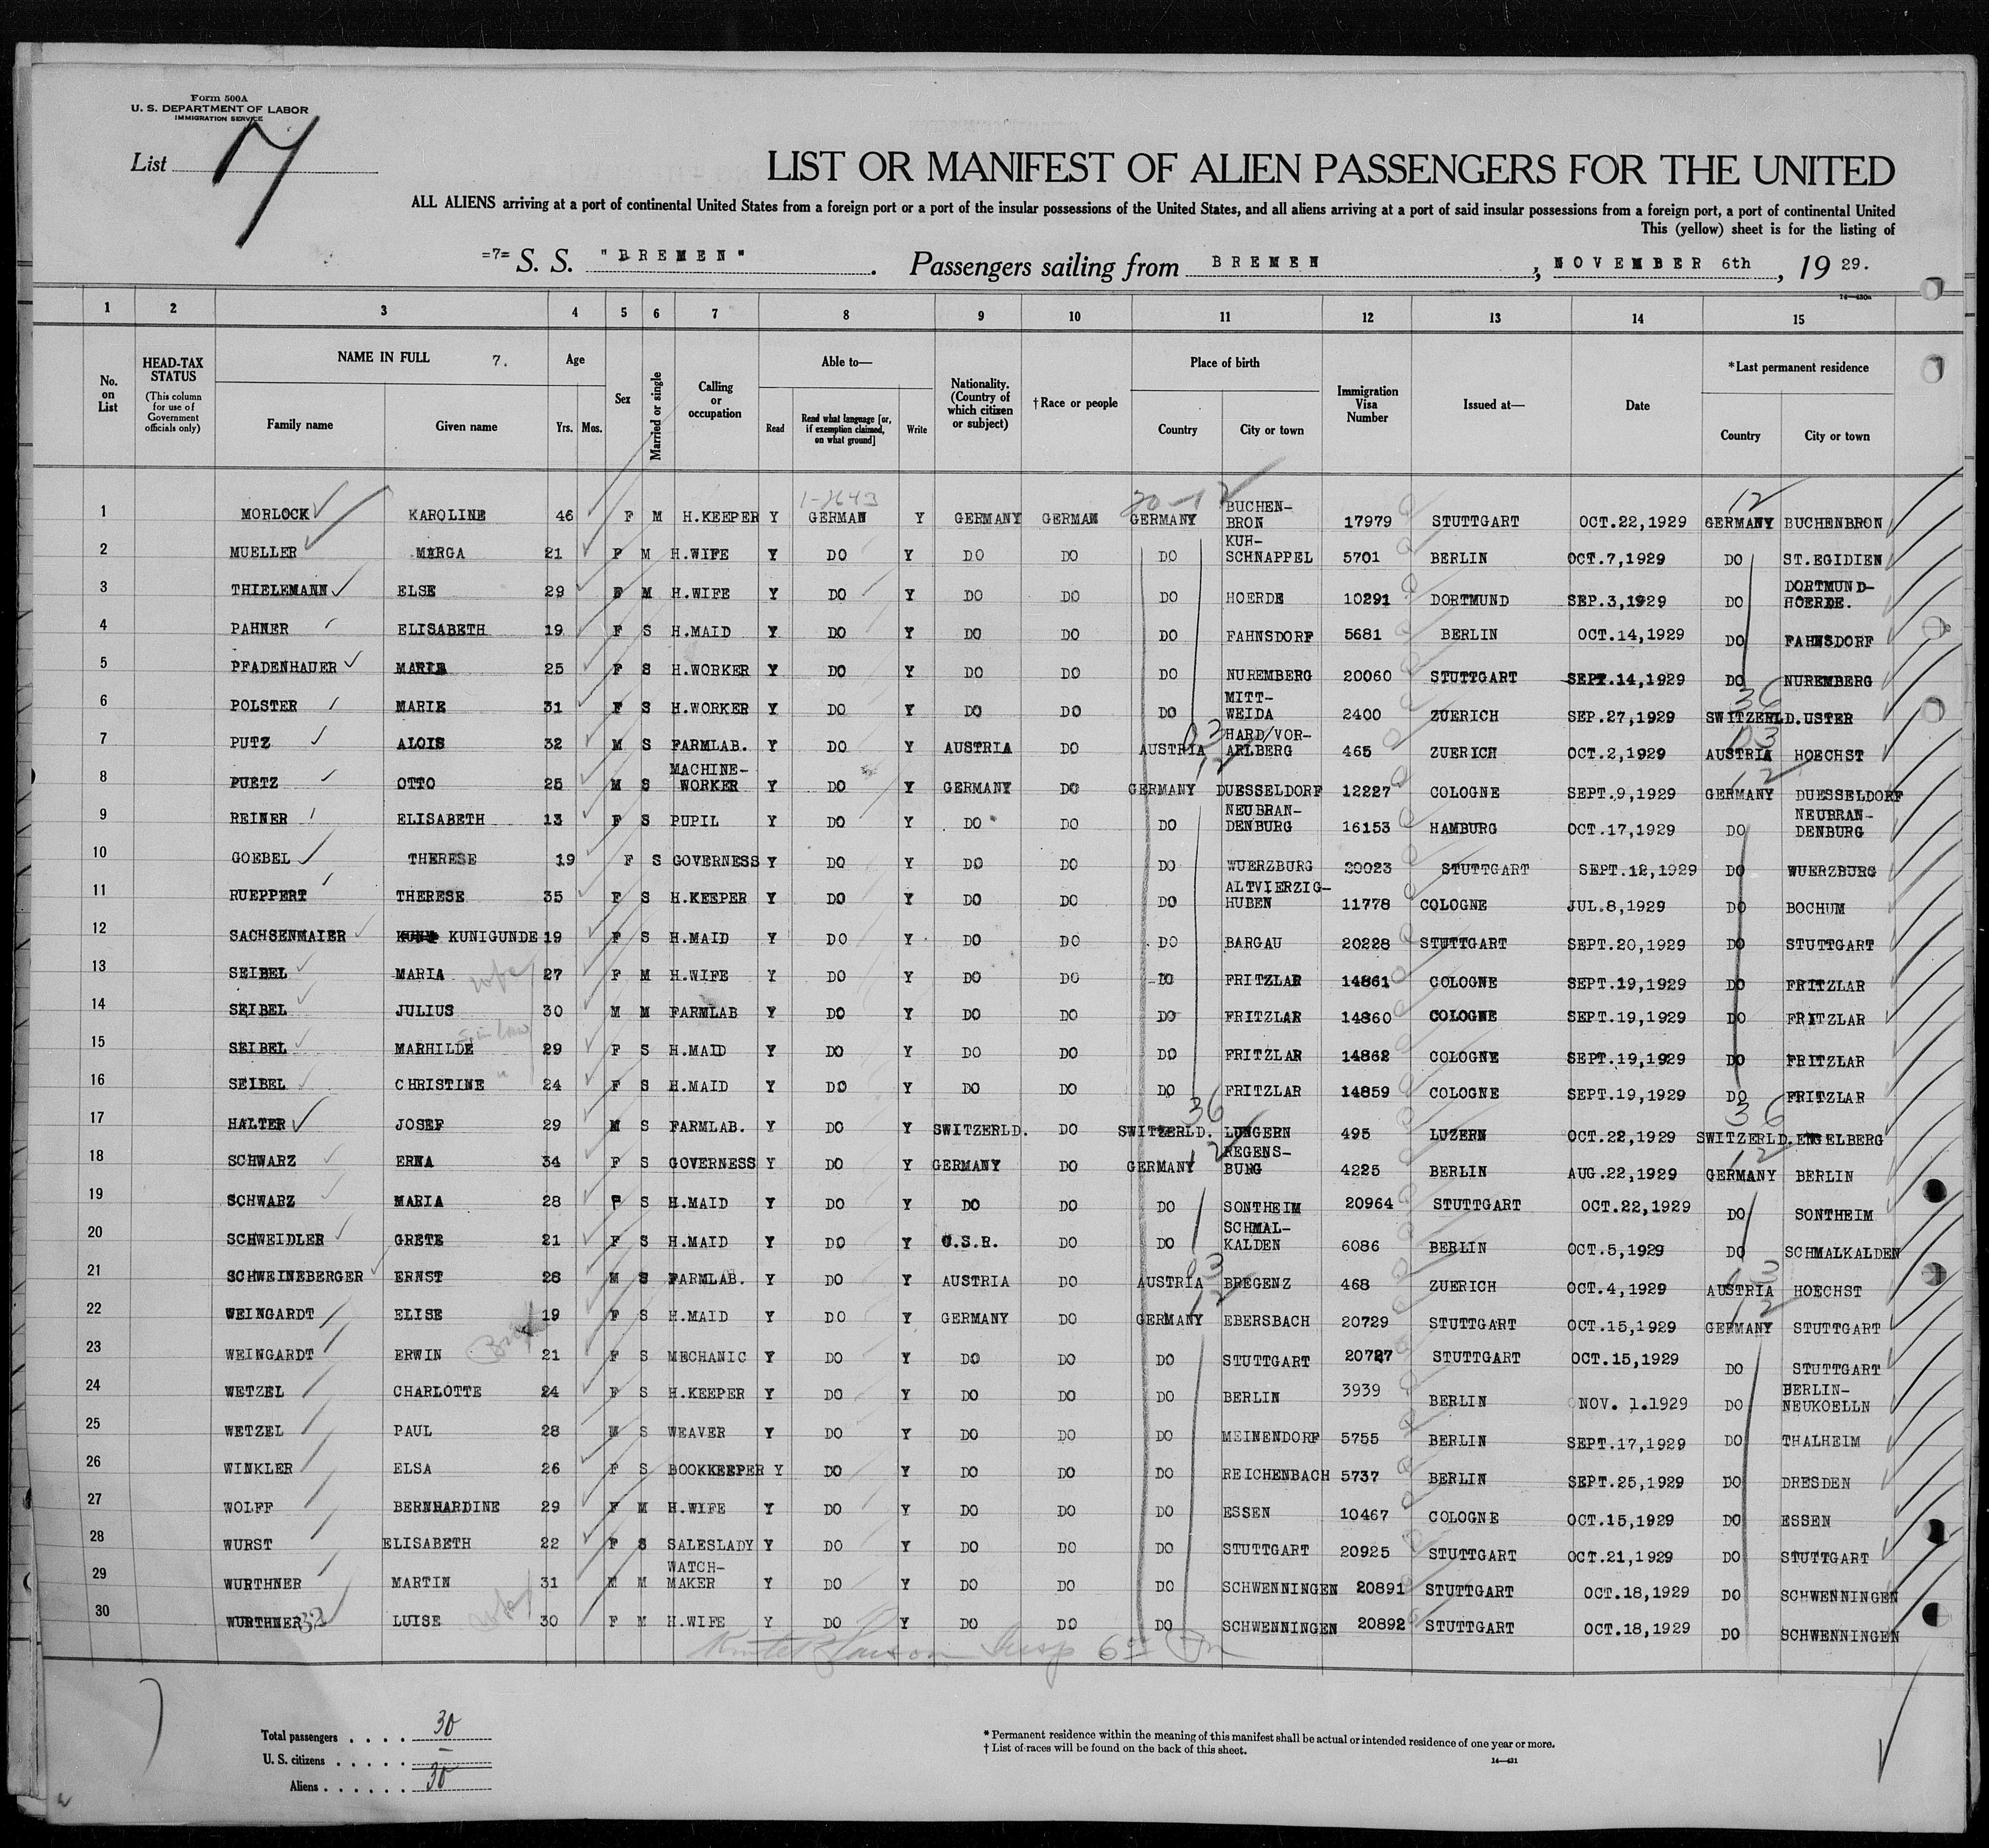 Form 500A
U. S. DEPARTMENT OF LABOR
IMMIGRATION SERVICE
List 7
LIST OR MANIFEST OF ALIEN PASSENGERS FOR THE UNITED
ALL ALIENS arriving at a port of continental United States from a foreign port or a port of the insular possessions of the United States, and all aliens arriving at a port of said insular possessions from a foreign port, a port of continental United
This (yellow) sheet is for the listing of
=7= S. S. "BREMEN". Passengers sailing from BREMEN, NOVEMBER 6th, 19 29.
14—430a
1 2 3 4 5 6 7 8 9 10 11 12 13 14 15
No. on List
HEAD-TAX STATUS
(This column for use of Government officials only)
NAME IN FULL 7.
Family name Given name
Age
Yrs. Mos.
Sex
Married or single
Calling or occupation
Able to—
Read
Read what language [or, if exemption claimed, on what ground]
Write
Nationality. (Country of which citizen or subject)
† Race or people
Place of birth
Country City or town
Immigration Visa Number
Issued at—
Date
*Last permanent residence
Country City or town
1-2643 20-12 12
1 MORLOCK KAROLINE 46 F M H.KEEPER Y GERMAN Y GERMANY GERMAN GERMANY BUCHEN-BRON 17979 STUTTGART OCT.22,1929 GERMANY BUCHENBRON
2 MUELLER MARGA 21 F M H.WIFE Y DO Y DO DO DO KUH-SCHNAPPEL 5701 BERLIN OCT.7,1929 DO ST.EGIDIEN
3 THIELEMANN ELSE 29 F M H.WIFE Y DO Y DO DO DO HOERDE 10291 DORTMUND SEP.3,1929 DO DORTMUND-HOERDE.
4 PAHNER ELISABETH 19 F S H.MAID Y DO Y DO DO DO FAHNSDORF 5681 BERLIN OCT.14,1929 DO FAHNSDORF
5 PFADENHAUER MARIE 25 F S H.WORKER Y DO Y DO DO DO NUREMBERG 20060 STUTTGART SEPT.14,1929 DO NUREMBERG
36
6 POLSTER MARIE 31 F S H.WORKER Y DO Y DO DO DO MITT-WEIDA 2400 ZUERICH SEP.27,1929 SWITZERLD.USTER
03 03
7 PUTZ ALOIS 32 M S FARMLAB. Y DO Y AUSTRIA DO AUSTRIA HARD/VOR-ARLBERG 465 ZUERICH OCT.2,1929 AUSTRIA HOECHST
12 12
8 PUETZ OTTO 25 M S MACHINE-WORKER Y DO Y GERMANY DO GERMANY DUESSELDORF 12227 COLOGNE SEPT.9,1929 GERMANY DUESSELDORF
9 REINER ELISABETH 13 F S PUPIL Y DO Y DO DO DO NEUBRAN-DENBURG 16153 HAMBURG OCT.17,1929 DO NEUBRAN-DENBURG
10 GOEBEL THERESE 19 F S GOVERNESS Y DO Y DO DO DO WUERZBURG 20023 STUTTGART SEPT.12,1929 DO WUERZBURG
11 RUEPPERT THERESE 35 F S H.KEEPER Y DO Y DO DO DO ALTVIERZIG-HUBEN 11778 COLOGNE JUL.8,1929 DO BOCHUM
12 SACHSENMAIER KUNIGUNDE 19 F S H.MAID Y DO Y DO DO DO BARGAU 20228 STUTTGART SEPT.20,1929 DO STUTTGART
13 SEIBEL MARIA wife 27 F M H.WIFE Y DO Y DO DO DO FRITZLAR 14861 COLOGNE SEPT.19,1929 DO FRITZLAR
14 SEIBEL JULIUS 30 M M FARMLAB Y DO Y DO DO DO FRITZLAR 14860 COLOGNE SEPT.19,1929 DO FRITZLAR
15 SEIBEL MARHILDE 29 F S H.MAID Y DO Y DO DO DO FRITZLAR 14862 COLOGNE SEPT.19,1929 DO FRITZLAR
16 SEIBEL CHRISTINE " 24 F S H.MAID Y DO Y DO DO DO FRITZLAR 14859 COLOGNE SEPT.19,1929 DO FRITZLAR
36 36
17 HALTER JOSEF 29 M S FARMLAB. Y DO Y SWITZERLD. DO SWITZERLD. LUNGERN 495 LUZERN OCT.22,1929 SWITZERLD.ENGELBERG
12 12
18 SCHWARZ ERNA 34 F S GOVERNESS Y DO Y GERMANY DO GERMANY REGENS-BURG 4225 BERLIN AUG.22,1929 GERMANY BERLIN
19 SCHWARZ MARIA 28 F S H.MAID Y DO Y DO DO DO SONTHEIM 20964 STUTTGART OCT.22,1929 DO SONTHEIM
20 SCHWEIDLER GRETE 21 F S H.MAID Y DO Y C.S.R. DO DO SCHMAL-KALDEN 6086 BERLIN OCT.5,1929 DO SCHMALKALDEN
03 03
21 SCHWEINEBERGER ERNST 28 M S FARMLAB. Y DO Y AUSTRIA DO AUSTRIA BREGENZ 468 ZUERICH OCT.4,1929 AUSTRIA HOECHST
12 12
22 WEINGARDT ELISE 19 F S H.MAID Y DO Y GERMANY DO GERMANY EBERSBACH 20729 STUTTGART OCT.15,1929 GERMANY STUTTGART
23 WEINGARDT ERWIN 21 F S MECHANIC Y DO Y DO DO DO STUTTGART 20727 STUTTGART OCT.15,1929 DO STUTTGART
24 WETZEL CHARLOTTE 24 F S H.KEEPER Y DO Y DO DO DO BERLIN 3939 BERLIN NOV. 1.1929 DO BERLIN-NEUKOELLN
25 WETZEL PAUL 28 M S WEAVER Y DO Y DO DO DO MEINENDORF 5755 BERLIN SEPT.17,1929 DO THALHEIM
26 WINKLER ELSA 26 F S BOOKKEEPER Y DO Y DO DO DO REICHENBACH 5737 BERLIN SEPT.25,1929 DO DRESDEN
27 WOLFF BERNHARDINE 29 F M H.WIFE Y DO Y DO DO DO ESSEN 10467 COLOGNE OCT.15,1929 DO ESSEN
28 WURST ELISABETH 22 F S SALESLADY Y DO Y DO DO DO STUTTGART 20925 STUTTGART OCT.21,1929 DO STUTTGART
29 WURTHNER MARTIN 31 M M WATCH-MAKER Y DO Y DO DO DO SCHWENNINGEN 20891 STUTTGART OCT.18,1929 DO SCHWENNINGEN
30 WURTHNER 32 LUISE wife 30 F M H.WIFE Y DO Y DO DO DO SCHWENNINGEN 20892 STUTTGART OCT.18,1929 DO SCHWENNINGEN
Insp
Total passengers . . . . 30
U. S. citizens . . . . . —
Aliens . . . . . . 30
* Permanent residence within the meaning of this manifest shall be actual or intended residence of one year or more.
† List of races will be found on the back of this sheet.
14—431